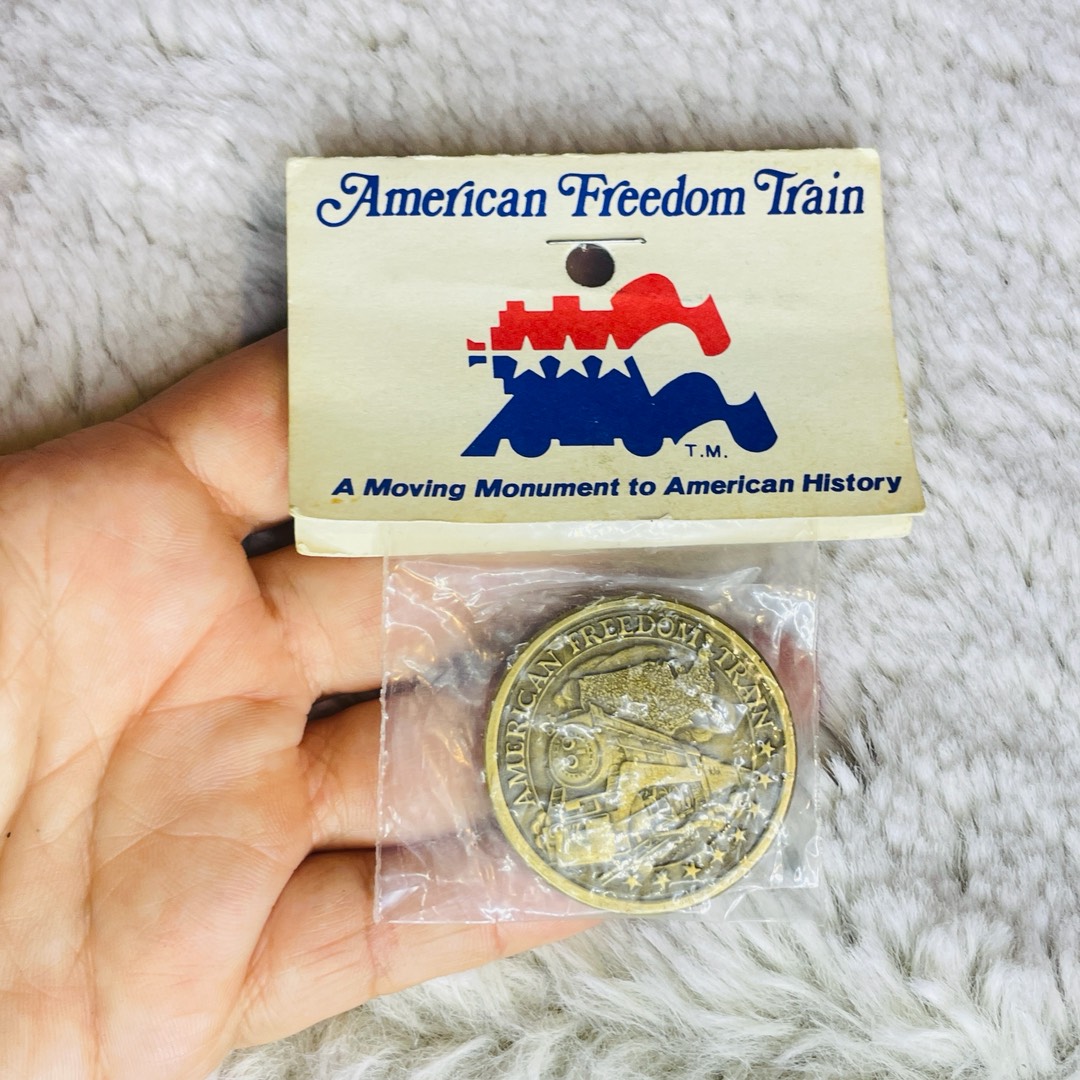 American Freedom Train
T.M.
A Moving Monument to American History
AMERICAN FREEDOM TRAIN